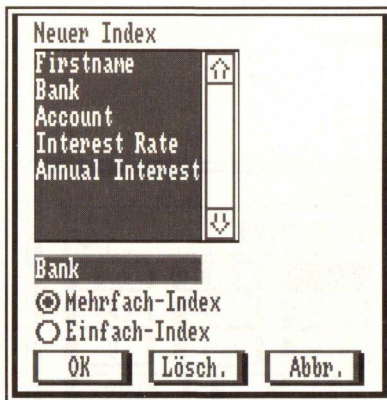 Neuer Index
Firstname
Bank
Account
Interest Rate
Annual Interest
Bank
Mehrfach-Index
Einfach-Index
OK Lösch. Abbr.